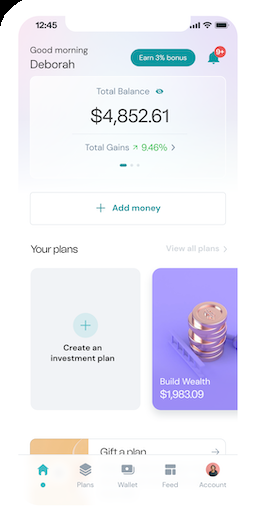 12:45
Good morning
Deborah
Earn 3% bonus
9+
Total Balance
$4,852.61
Total Gains 9.46%
Add money
Your plans
View all plans
Create an
investment plan
Build Wealth
$1,983.09
Gift a plan
Plans
Wallet
Feed
Account